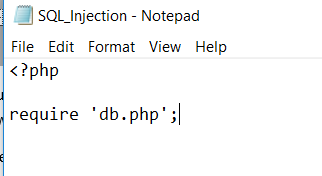 SQL_Injection - Notepad
File Edit Format View Help
<?php
require 'db.php';